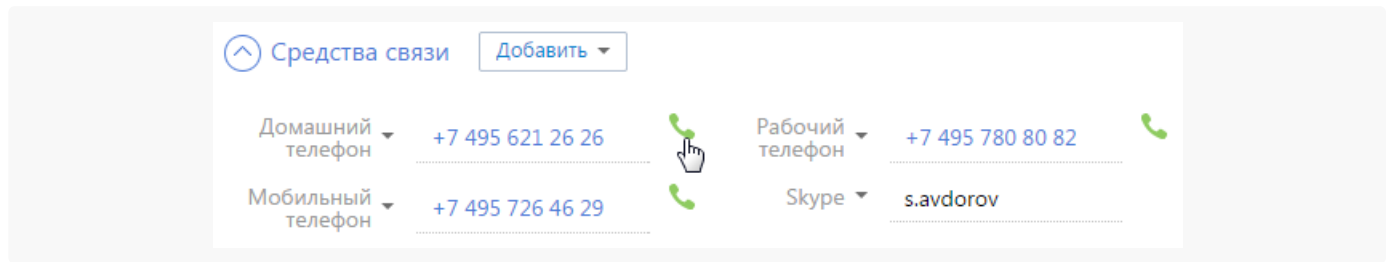 Средства связи Добавить
Домашний телефон +7 495 621 26 26
Рабочий телефон +7 495 780 80 82
Мобильный телефон +7 495 726 46 29
Skype s.avdorov